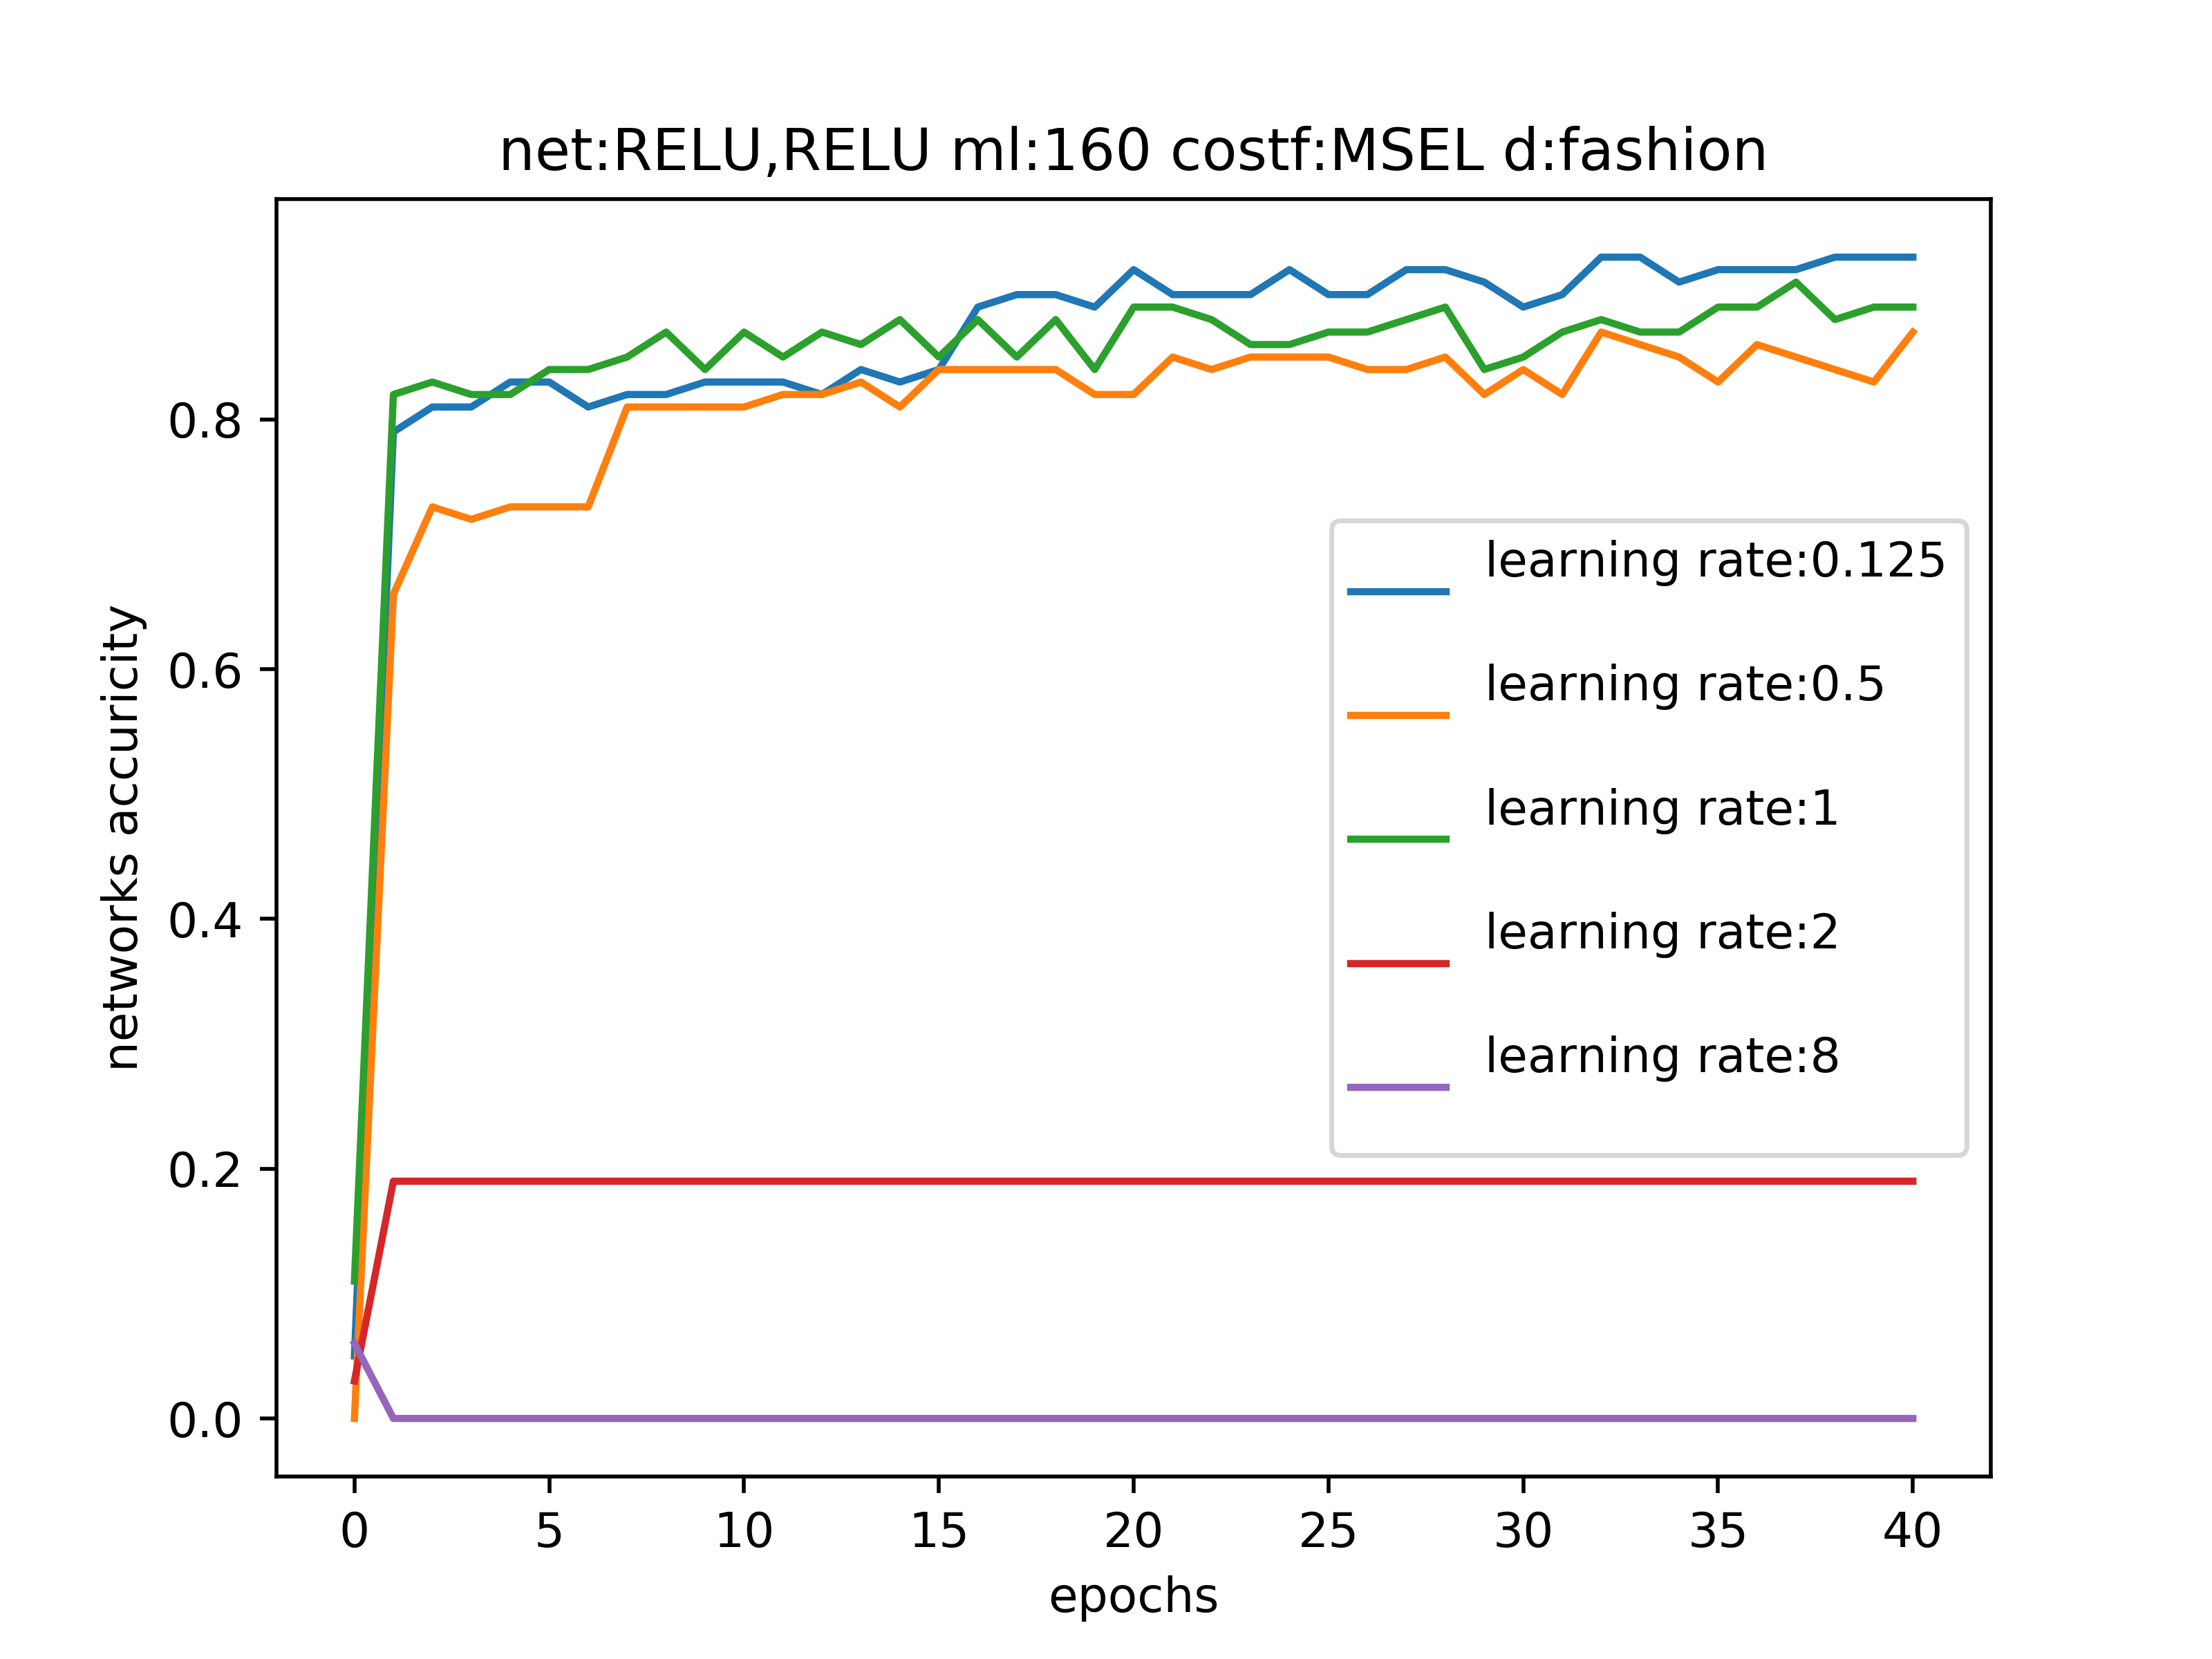 net:RELU,RELU ml:160 costf:MSEL d:fashion
networks accuricity
0.8
0.6
0.4
0.2
0.0
learning rate:0.125
learning rate:0.5
learning rate:1
learning rate:2
learning rate:8
0 5 10 15 20 25 30 35 40
epochs